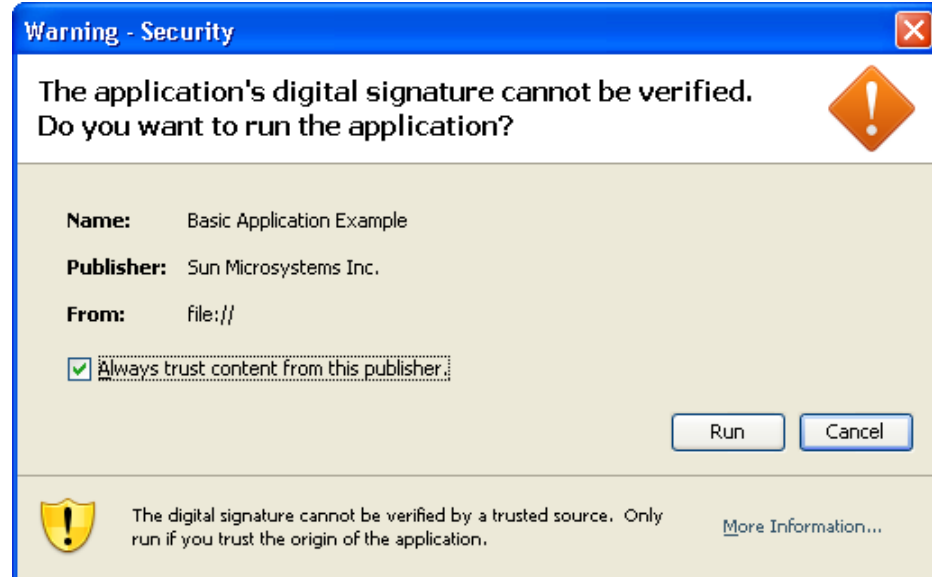 Warning - Security
The application's digital signature cannot be verified.
Do you want to run the application?
Name: Basic Application Example
Publisher: Sun Microsystems Inc.
From: file://
Always trust content from this publisher.
Run Cancel
The digital signature cannot be verified by a trusted source. Only
run if you trust the origin of the application.
More Information...